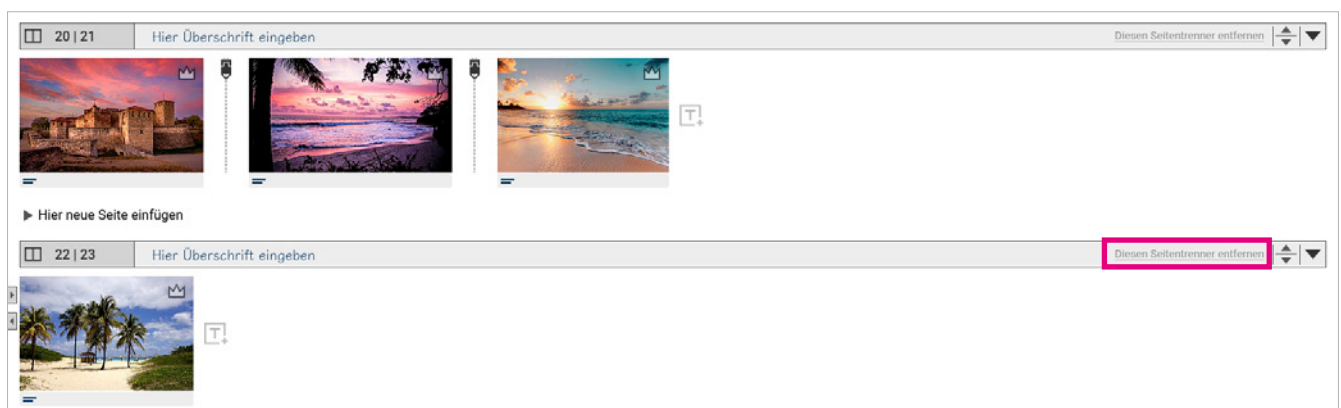 20 | 21 Hier Überschrift eingeben Diesen Seitentrenner entfernen
T
Hier neue Seite einfügen
22 | 23 Hier Überschrift eingeben Diesen Seitentrenner entfernen
T